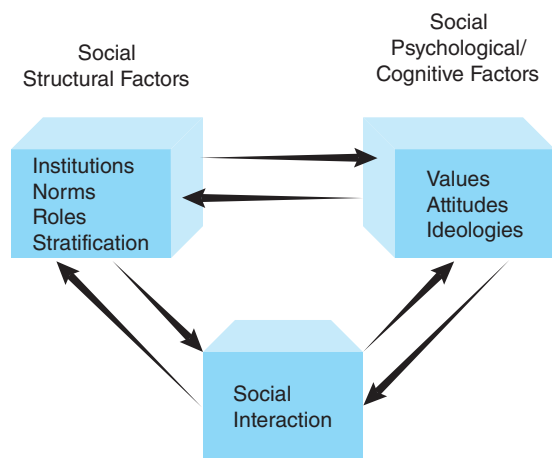 Social
Structural Factors
Social
Psychological/
Cognitive Factors
Institutions
Norms
Roles
Stratification
Values
Attitudes
Ideologies
Social
Interaction